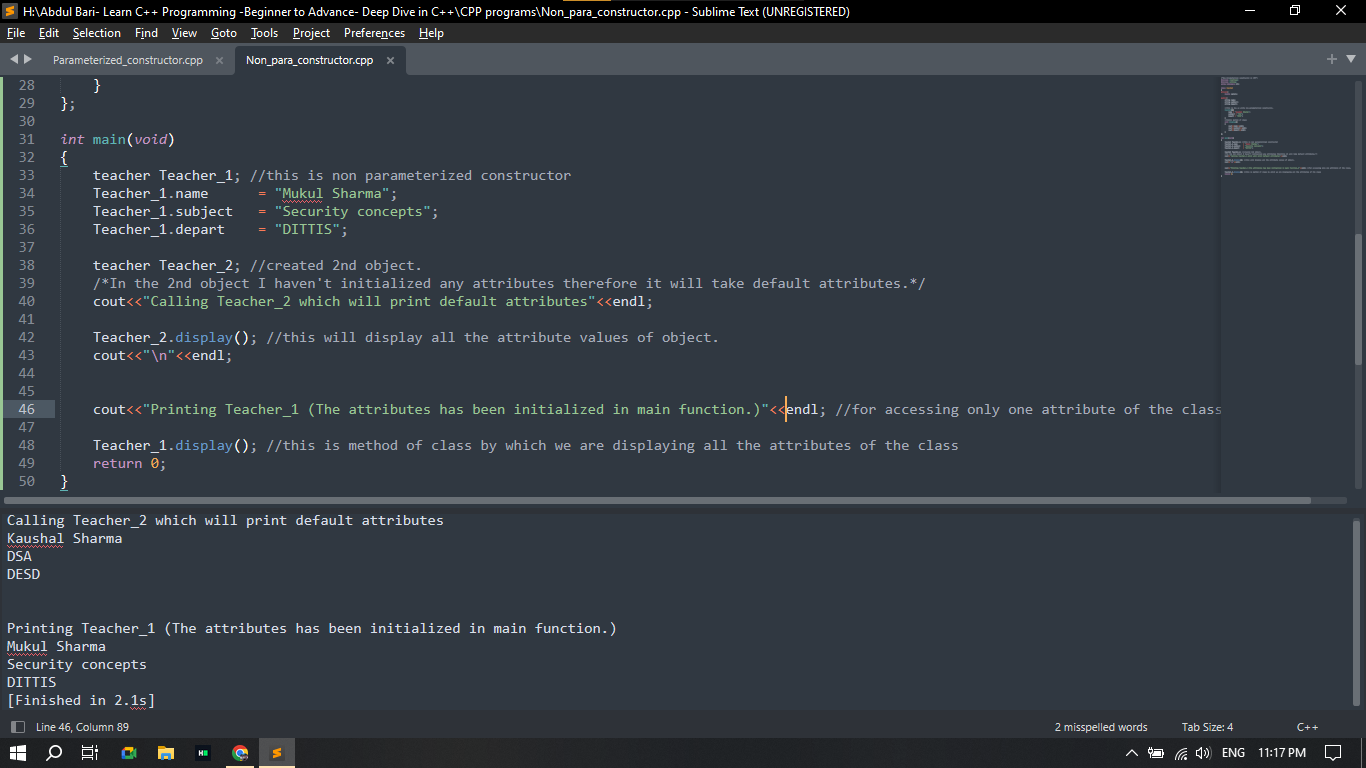 H:\Abdul Bari- Learn C++ Programming -Beginner to Advance- Deep Dive in C++\CPP programs\Non_para_constructor.cpp - Sublime Text (UNREGISTERED)
File Edit Selection Find View Goto Tools Project Preferences Help
Parameterized_constructor.cpp × Non_para_constructor.cpp ×
28 }
29 };
30
31 int main(void)
32 {
33 teacher Teacher_1; //this is non parameterized constructor
34 Teacher_1.name = "Mukul Sharma";
35 Teacher_1.subject = "Security concepts";
36 Teacher_1.depart = "DITTIS";
37
38 teacher Teacher_2; //created 2nd object.
39 /*In the 2nd object I haven't initialized any attributes therefore it will take default attributes.*/
40 cout<<"Calling Teacher_2 which will print default attributes"<<endl;
41
42 Teacher_2.display(); //this will display all the attribute values of object.
43 cout<<"\n"<<endl;
44
45
46 cout<<"Printing Teacher_1 (The attributes has been initialized in main function.)"<<endl; //for accessing only one attribute of the class
47
48 Teacher_1.display(); //this is method of class by which we are displaying all the attributes of the class
49 return 0;
50 }
Calling Teacher_2 which will print default attributes
Kaushal Sharma
DSA
DESD
Printing Teacher_1 (The attributes has been initialized in main function.)
Mukul Sharma
Security concepts
DITTIS
[Finished in 2.1s]
Line 46, Column 89 2 misspelled words Tab Size: 4 C++
ENG 11:17 PM